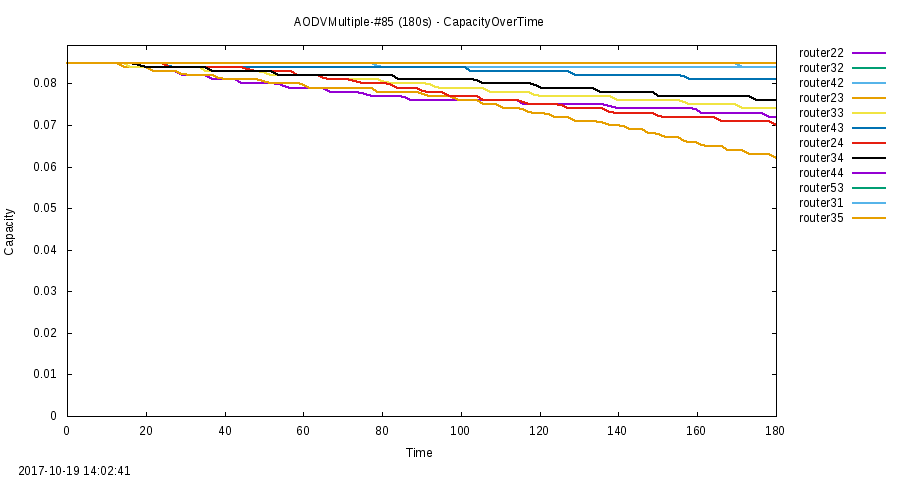 AODVMultiple-#85 (180s) - CapacityOverTime
router22
router32
router42
router23
router33
router43
router24
router34
router44
router53
router31
router35
0.08
0.07
0.06
0.05
0.04
0.03
0.02
0.01
0
Capacity
0 20 40 60 80 100 120 140 160 180
Time
2017-10-19 14:02:41